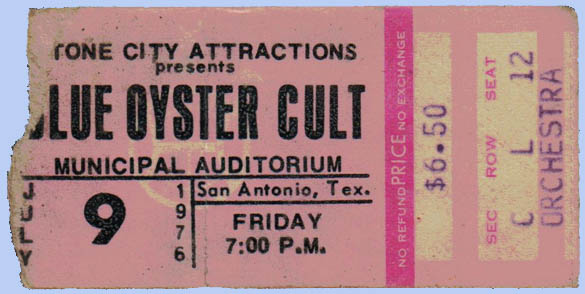 TONE CITY ATTRACTIONS
presents
BLUE OYSTER CULT
MUNICIPAL AUDITORIUM
9
1976
San Antonio, Tex.
FRIDAY
7:00 P.M.
NO REFUND PRICE NO EXCHANGE
$6.50
SEC ROW SEAT
C L 12
ORCHESTRA